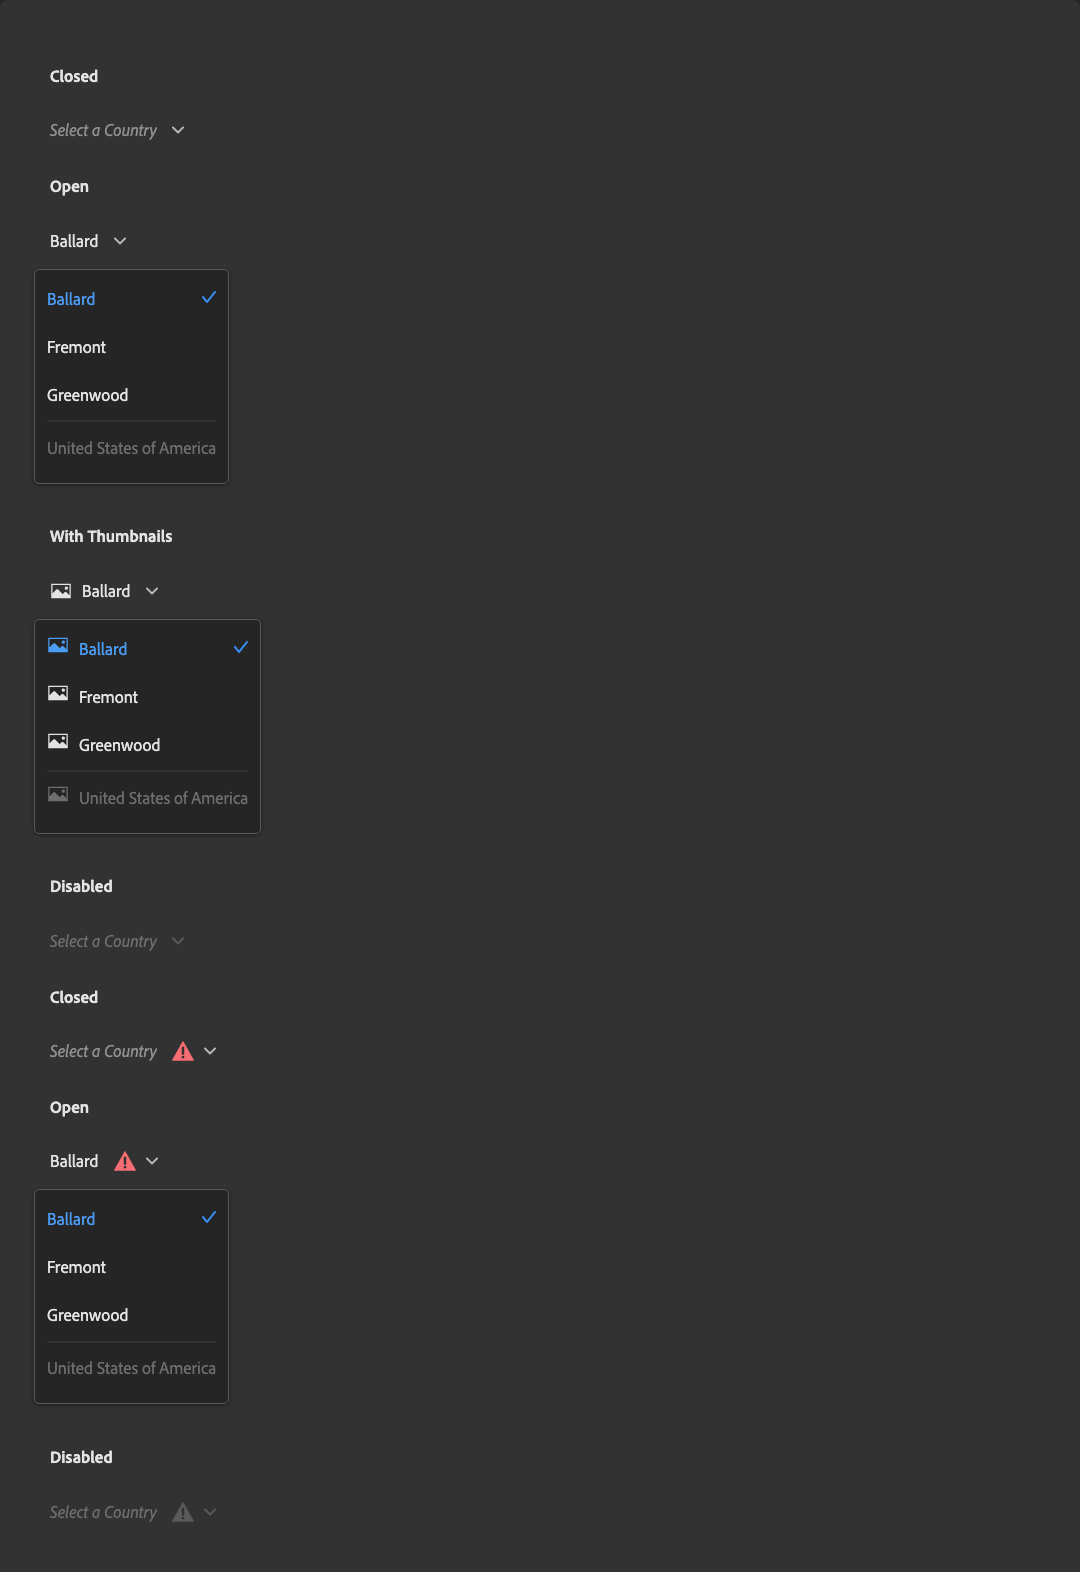 Closed
Select a Country
Open
Ballard
Ballard
Fremont
Greenwood
United States of America
With Thumbnails
Ballard
Ballard
Fremont
Greenwood
United States of America
Disabled
Select a Country
Closed
Select a Country
Open
Ballard
Ballard
Fremont
Greenwood
United States of America
Disabled
Select a Country